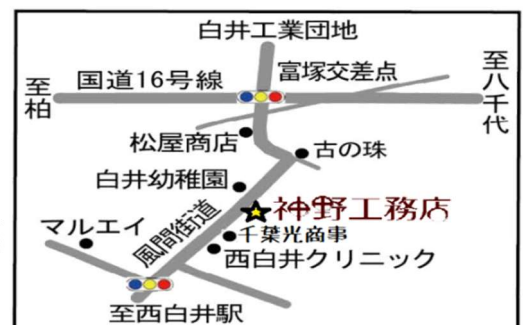 白井工業団地
至柏
国道16号線
富塚交差点
至八千代
松屋商店
古の珠
白井幼稚園
神野工務店
マルエイ
風間街道
千葉光商事
西白井クリニック
至西白井駅